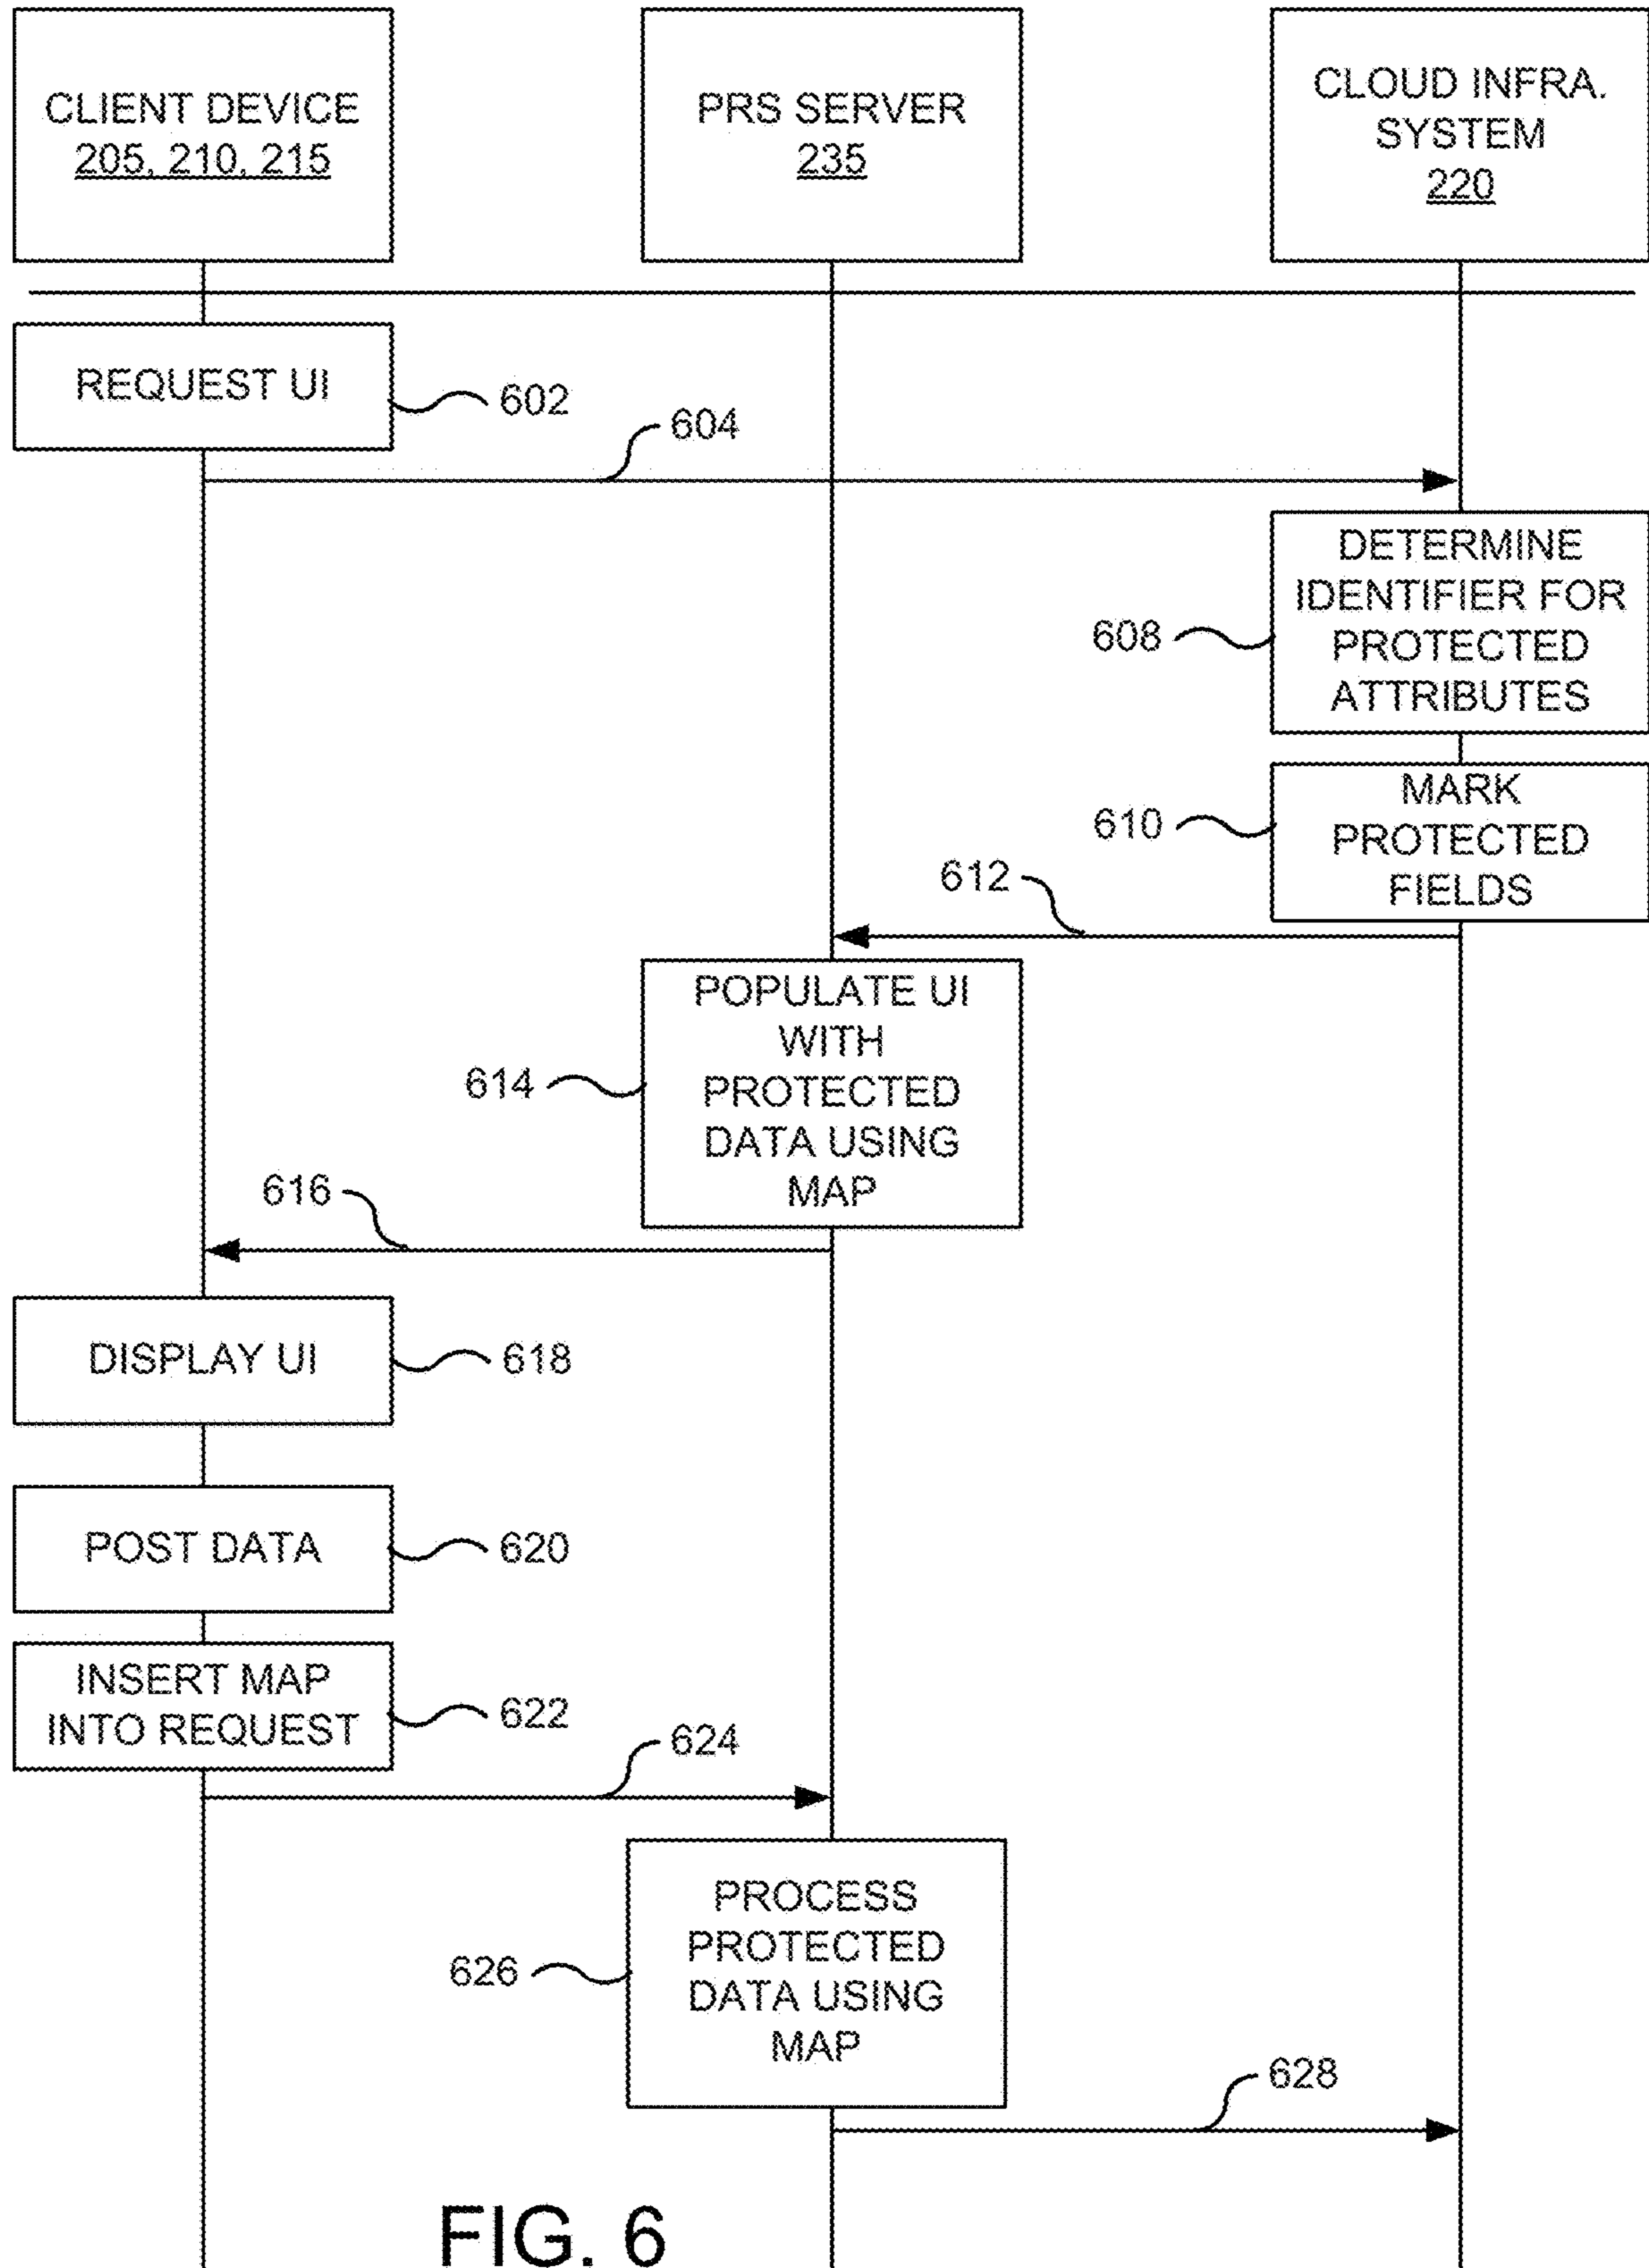 CLIENT DEVICE
205, 210, 215
PRS SERVER
235
CLOUD INFRA.
SYSTEM
220
REQUEST UI
602
604
DETERMINE
IDENTIFIER FOR
PROTECTED
ATTRIBUTES
608
MARK
PROTECTED
FIELDS
610
612
POPULATE UI
WITH
PROTECTED
DATA USING
MAP
614
616
DISPLAY UI
618
POST DATA
620
INSERT MAP
INTO REQUEST
622
624
PROCESS
PROTECTED
DATA USING
MAP
626
628
FIG. 6